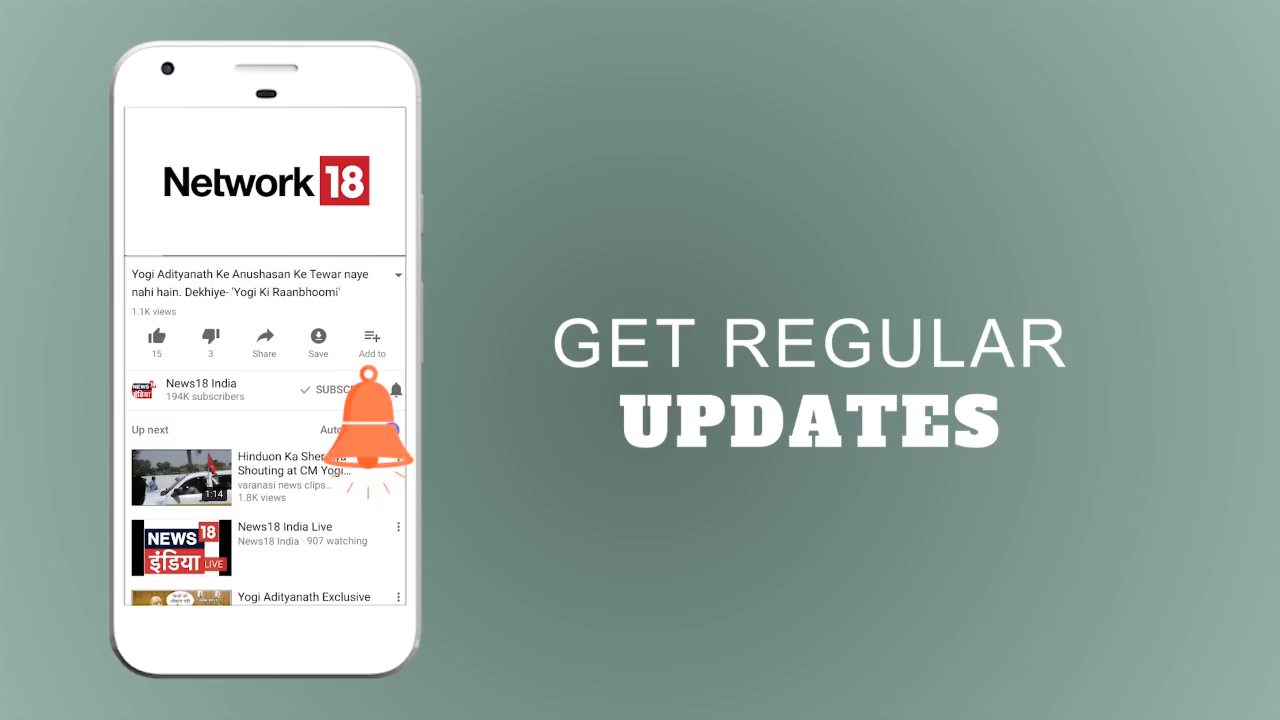 Network 18
Yogi Adityanath Ke Anushasan Ke Tewar naye
nahi hain. Dekhiye- 'Yogi Ki Raanbhoomi'
1.1K views
15
3
Share
Save
Add to
NEWS
इंडिया
News18 India
194K subscribers
Up next
Hinduon Ka
Shouting at CM Yogi...
varanasi news clips...
1.8K views
1:14
NEWS 18
इंडिया LIVE
News18 India Live
News18 India · 907 watching
Yogi Adityanath Exclusive
GET REGULAR
UPDATES